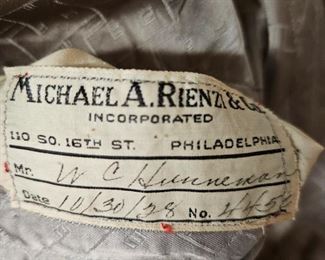 MICHAEL A. RIENZI & Co.
INCORPORATED
110 SO. 16TH ST. PHILADELPHIA
Mr. W C Hunneman
Date 10/30/28 No.